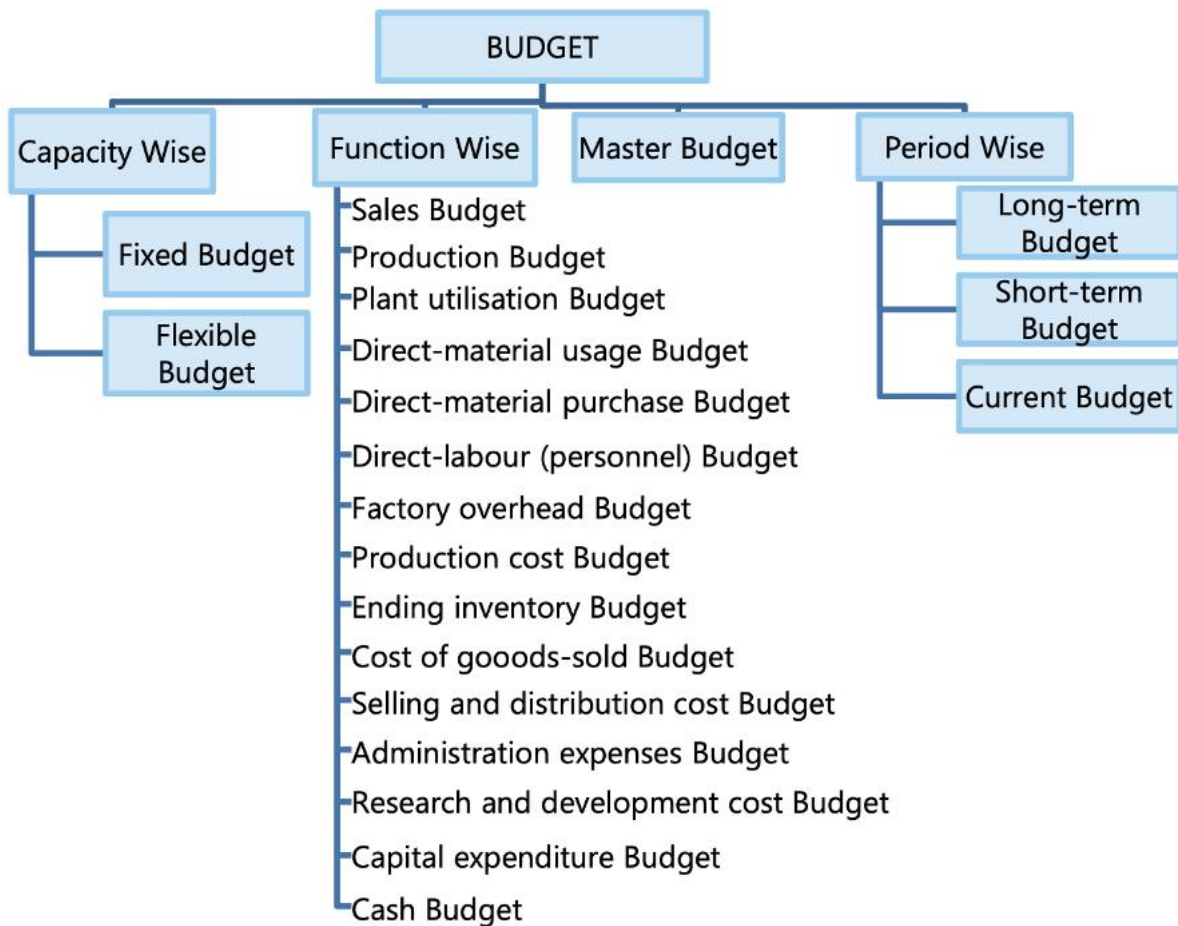 BUDGET
Capacity Wise
Fixed Budget
Flexible
Budget
Function Wise
Sales Budget
Production Budget
Plant utilisation Budget
Direct-material usage Budget
Direct-material purchase Budget
Direct-labour (personnel) Budget
Factory overhead Budget
Production cost Budget
Ending inventory Budget
Cost of gooods-sold Budget
Selling and distribution cost Budget
Administration expenses Budget
Research and development cost Budget
Capital expenditure Budget
Cash Budget
Master Budget
Period Wise
Long-term
Budget
Short-term
Budget
Current Budget